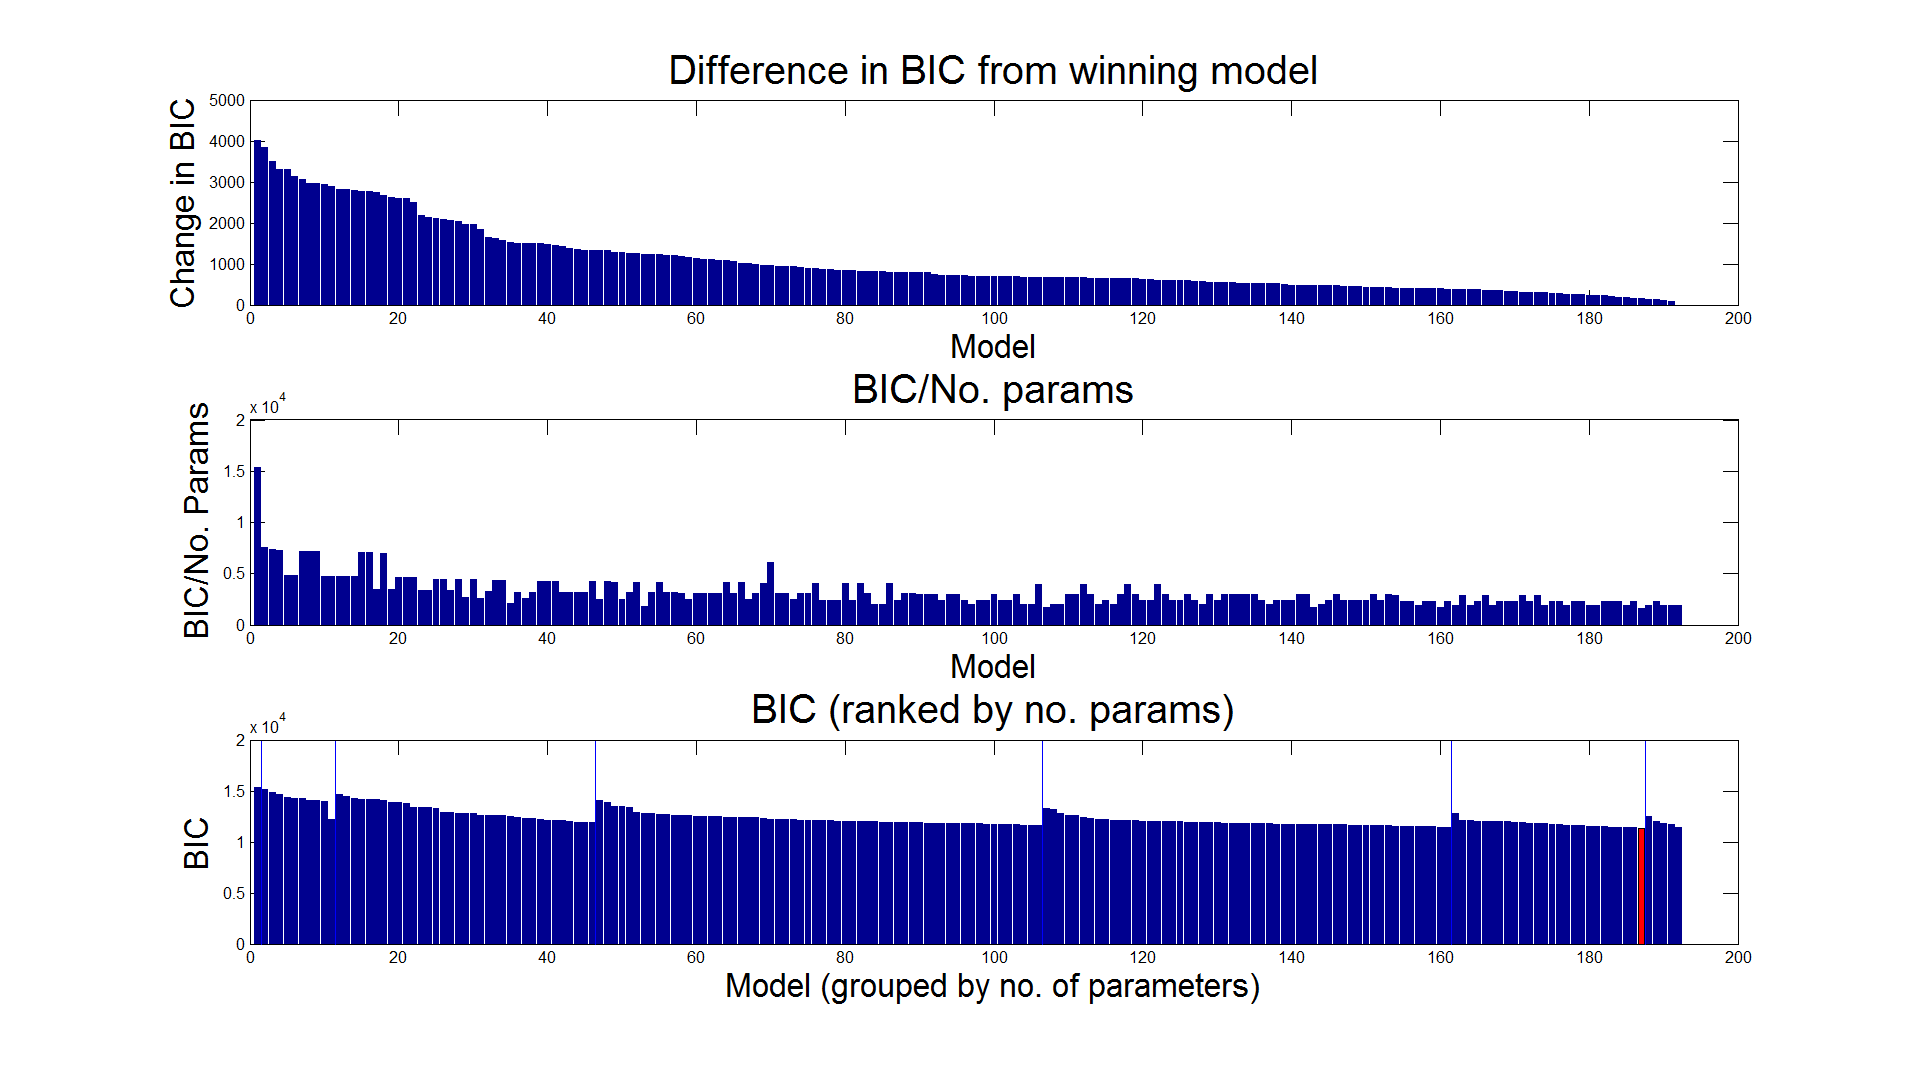 Difference in BIC from winning model
Change in BIC
5000
4000
3000
2000
1000
0
0 20 40 60 80 100 120 140 160 180 200
Model
BIC/No. params
x 10^4
BIC/No. Params
2
1.5
1
0.5
0
0 20 40 60 80 100 120 140 160 180 200
Model
BIC (ranked by no. params)
x 10^4
BIC
2
1.5
1
0.5
0
0 20 40 60 80 100 120 140 160 180 200
Model (grouped by no. of parameters)